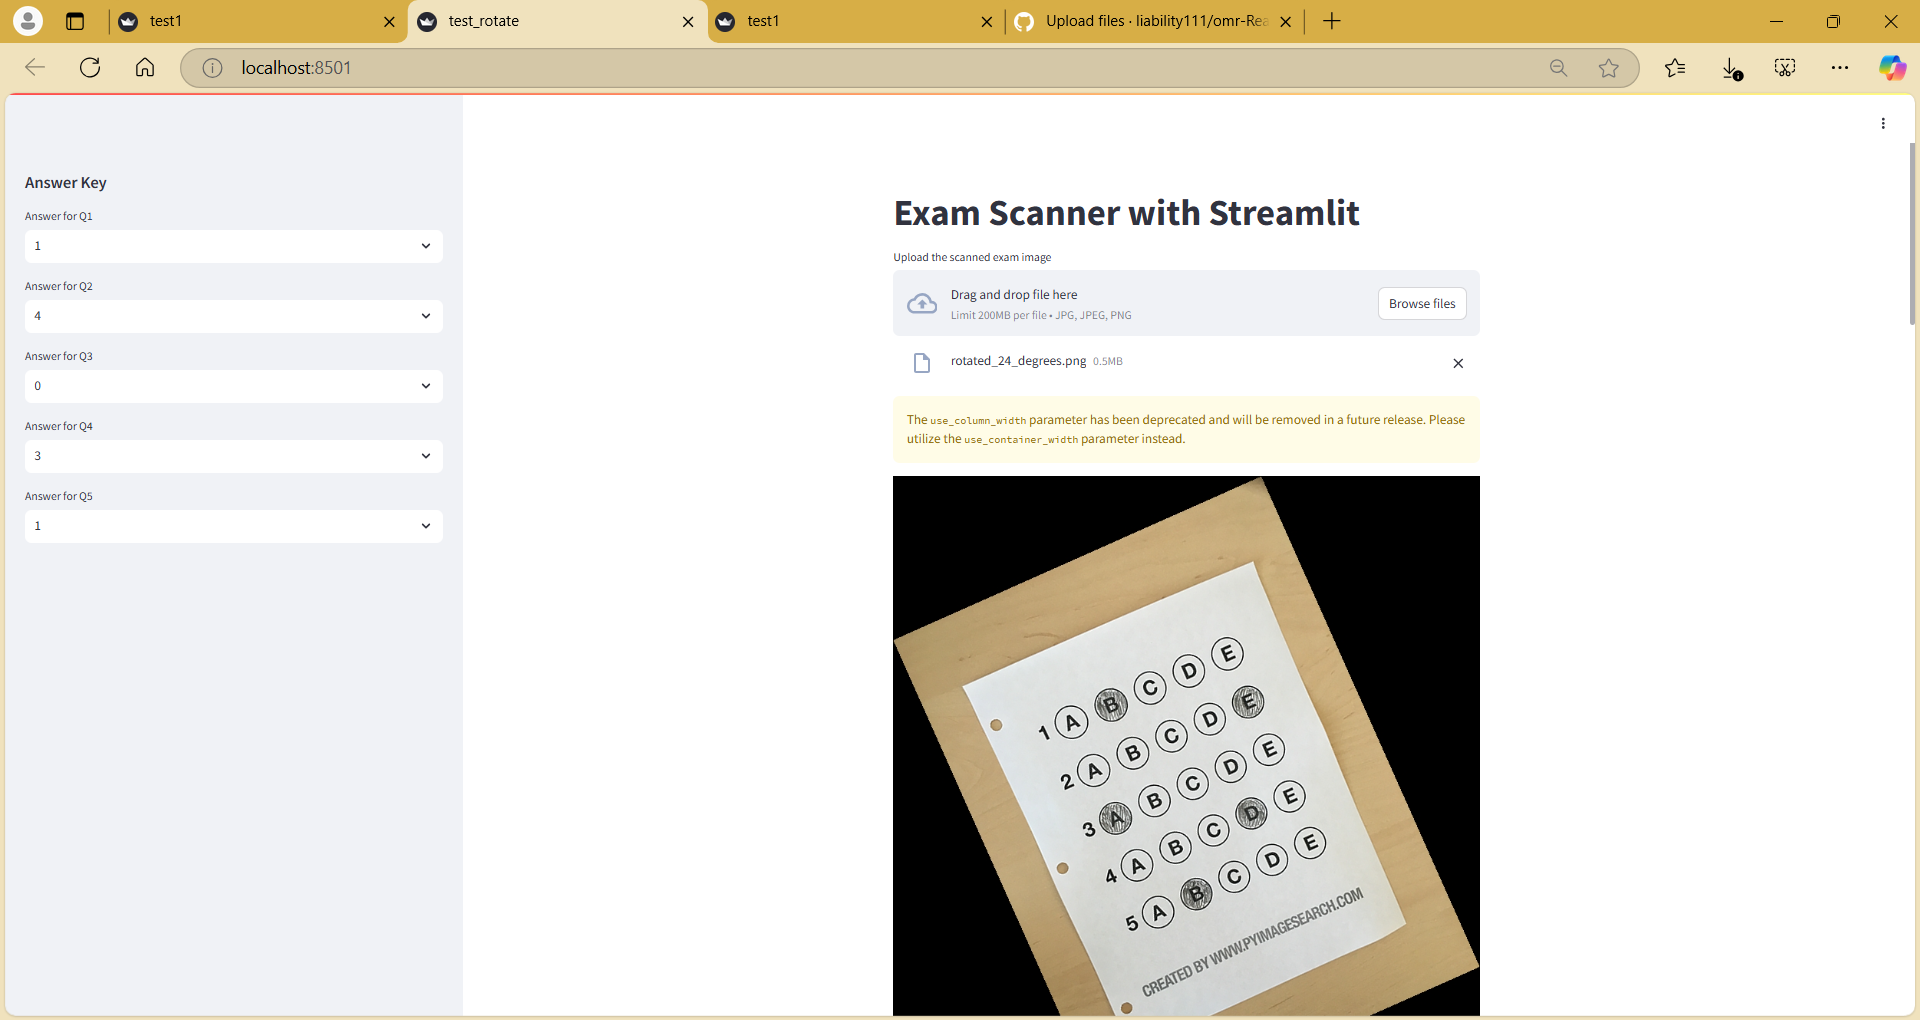 test1
test_rotate
test1
Upload files · liability111/omr-Rea
localhost:8501
Answer Key
Answer for Q1
1
Answer for Q2
4
Answer for Q3
0
Answer for Q4
3
Answer for Q5
1
Exam Scanner with Streamlit
Upload the scanned exam image
Drag and drop file here
Limit 200MB per file • JPG, JPEG, PNG
Browse files
rotated_24_degrees.png 0.5MB
The use_column_width parameter has been deprecated and will be removed in a future release. Please
utilize the use_container_width parameter instead.
1 A B C D E
2 A B C D E
3 A B C D E
4 A B C D E
5 A B C D E
CREATED BY WWW.PYIMAGESEARCH.COM